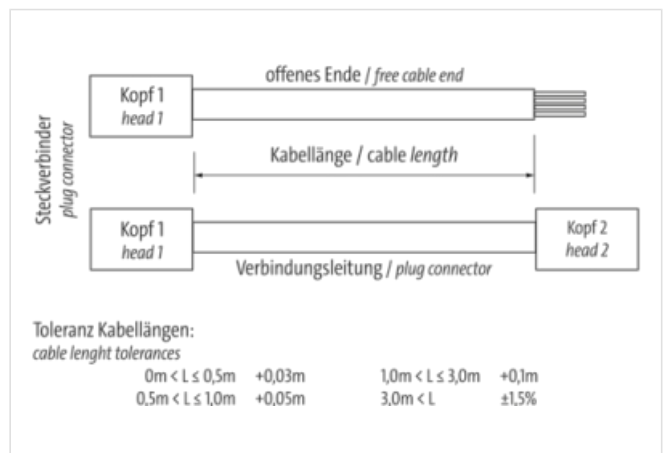 offenes Ende / free cable end
Kopf 1
head 1
Steckverbinder
plug connector
Kabellänge / cable length
Kopf 1
head 1
Kopf 2
head 2
Verbindungsleitung / plug connector
Toleranz Kabellängen:
cable lenght tolerances
0m < L ≤ 0,5m +0,03m 1,0m < L ≤ 3,0m +0,1m
0,5m < L ≤ 1,0m +0,05m 3,0m < L ±1,5%